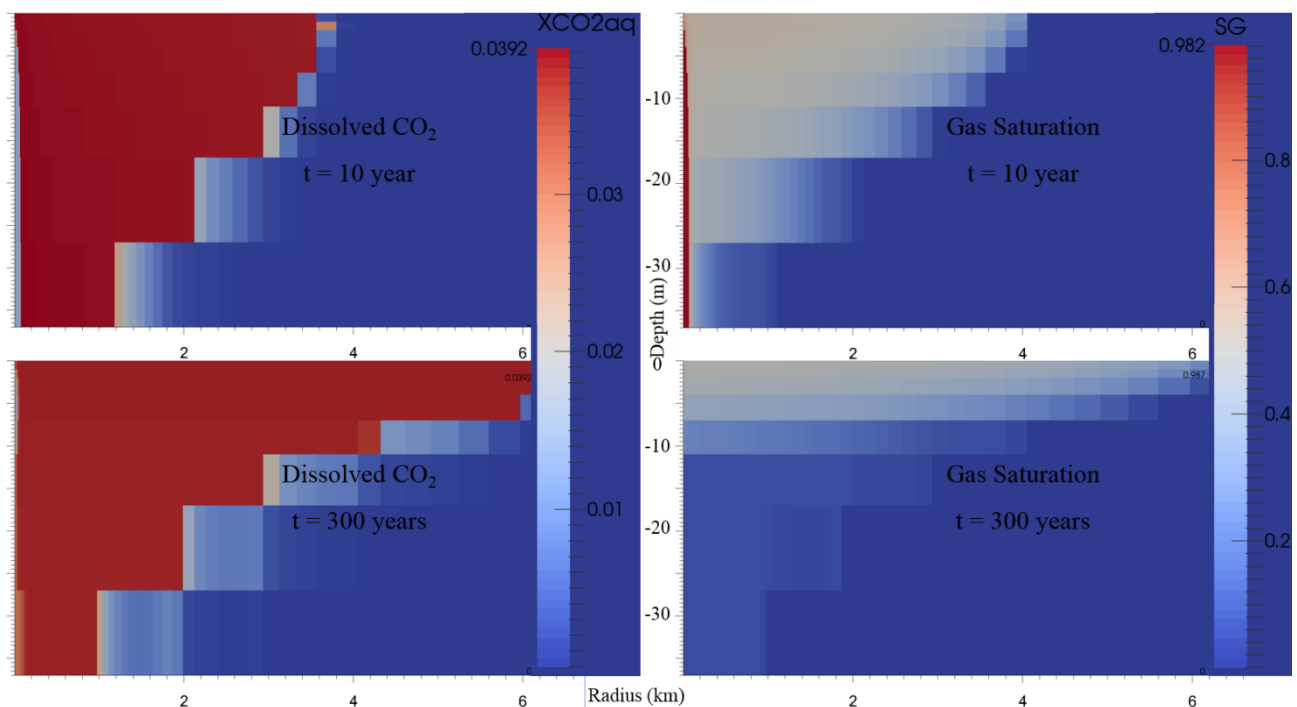 XCO2aq
0.0392
0.03
0.02
0.01
0
Dissolved CO₂
t = 10 year
2
4
6
SG
0.982
0.8
0.6
0.4
0.2
0
Gas Saturation
t = 10 year
2
4
6
-10
-20
-30
Depth (m)
0
-10
-20
-30
0.0392
Dissolved CO₂
t = 300 years
2
4
6
0.987
Gas Saturation
t = 300 years
0
2
4
6
Radius (km)